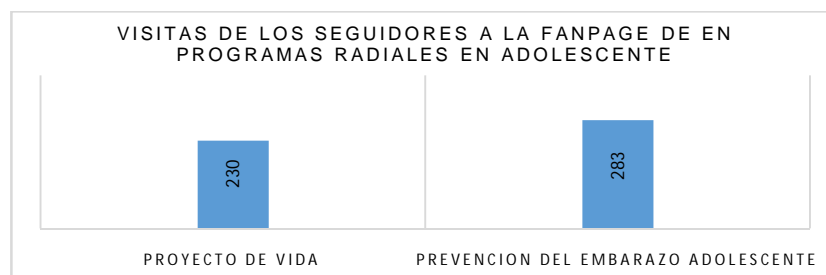 VISITAS DE LOS SEGUIDORES A LA FANPAGE DE EN
PROGRAMAS RADIALES EN ADOLESCENTE
230
283
PROYECTO DE VIDA
PREVENCION DEL EMBARAZO ADOLESCENTE